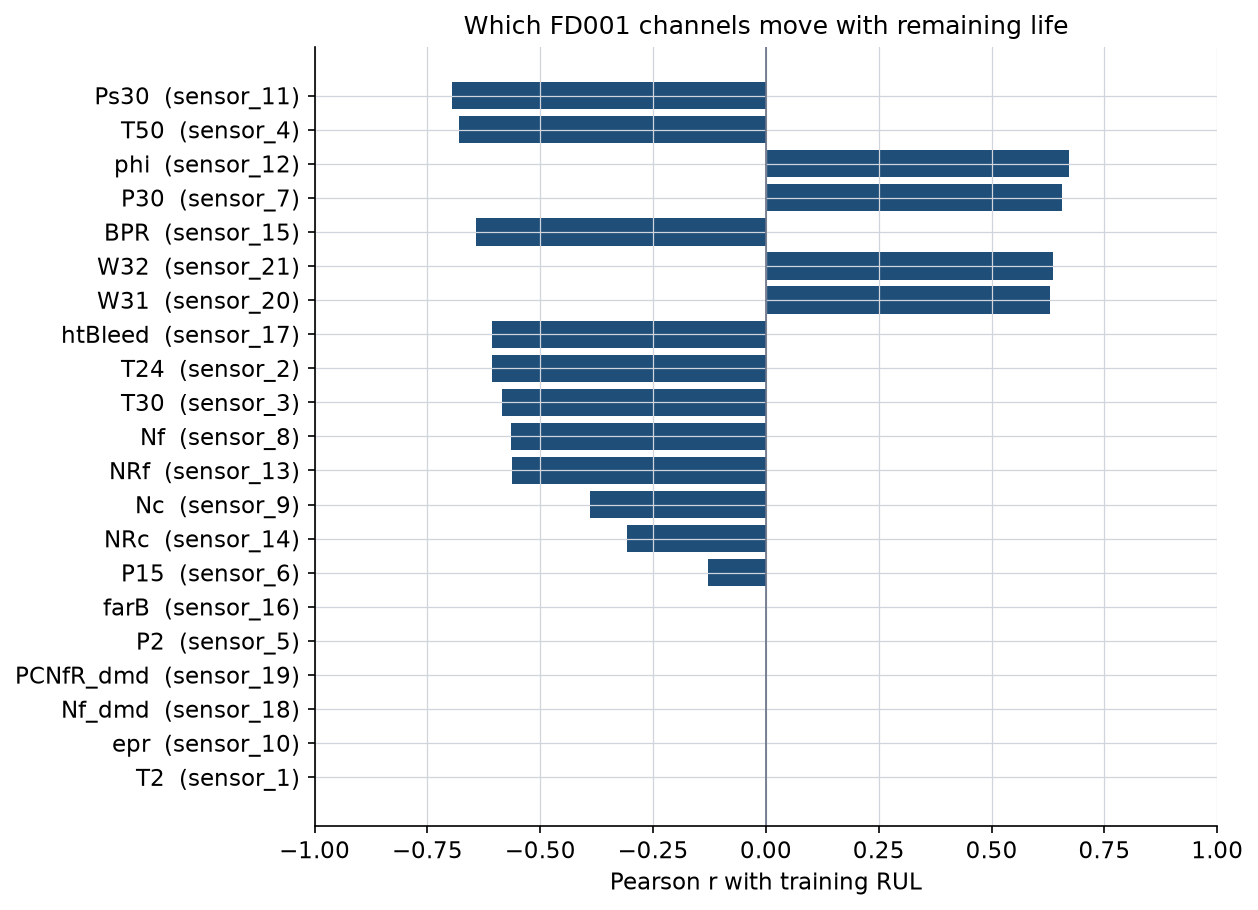 Which FD001 channels move with remaining life
Ps30 (sensor_11)
T50 (sensor_4)
phi (sensor_12)
P30 (sensor_7)
BPR (sensor_15)
W32 (sensor_21)
W31 (sensor_20)
htBleed (sensor_17)
T24 (sensor_2)
T30 (sensor_3)
Nf (sensor_8)
NRf (sensor_13)
Nc (sensor_9)
NRc (sensor_14)
P15 (sensor_6)
farB (sensor_16)
P2 (sensor_5)
PCNfR_dmd (sensor_19)
Nf_dmd (sensor_18)
epr (sensor_10)
T2 (sensor_1)
−1.00 −0.75 −0.50 −0.25 0.00 0.25 0.50 0.75 1.00
Pearson r with training RUL